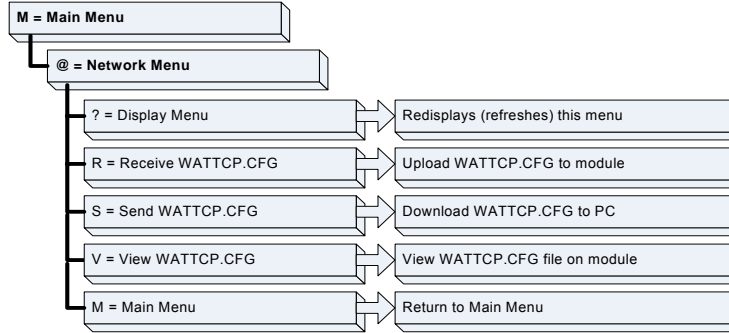 M = Main Menu
@ = Network Menu
? = Display Menu
Redisplays (refreshes) this menu
R = Receive WATTCP.CFG
Upload WATTCP.CFG to module
S = Send WATTCP.CFG
Download WATTCP.CFG to PC
V = View WATTCP.CFG
View WATTCP.CFG file on module
M = Main Menu
Return to Main Menu